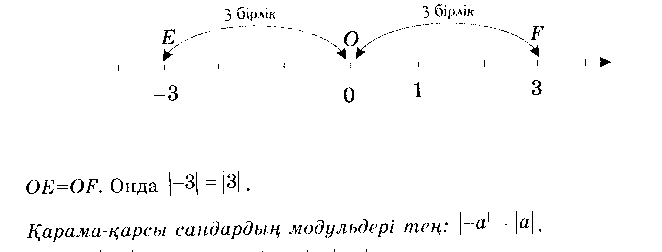 3 бірлік 3 бірлік
E O F
−3 0 1 3
OE=OF. Онда |−3| = |3|.
Қарама-қарсы сандардың модульдері тең: |−a| = |a|.